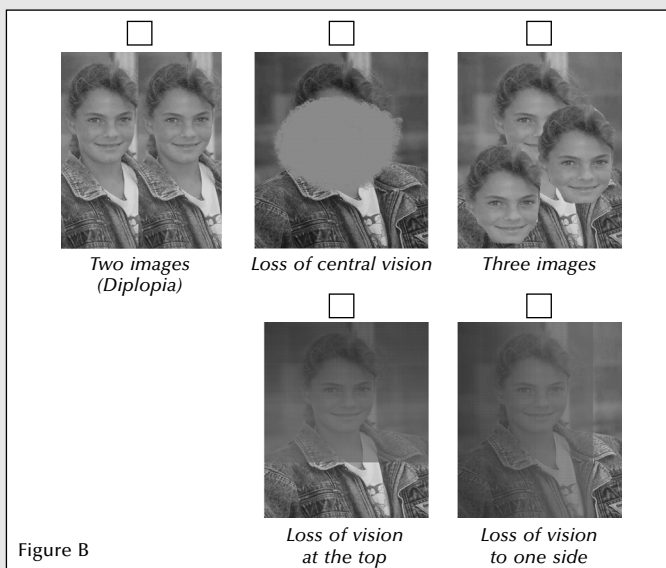 Two images
(Diplopia)
Loss of central vision
Three images
Loss of vision
at the top
Loss of vision
to one side
Figure B